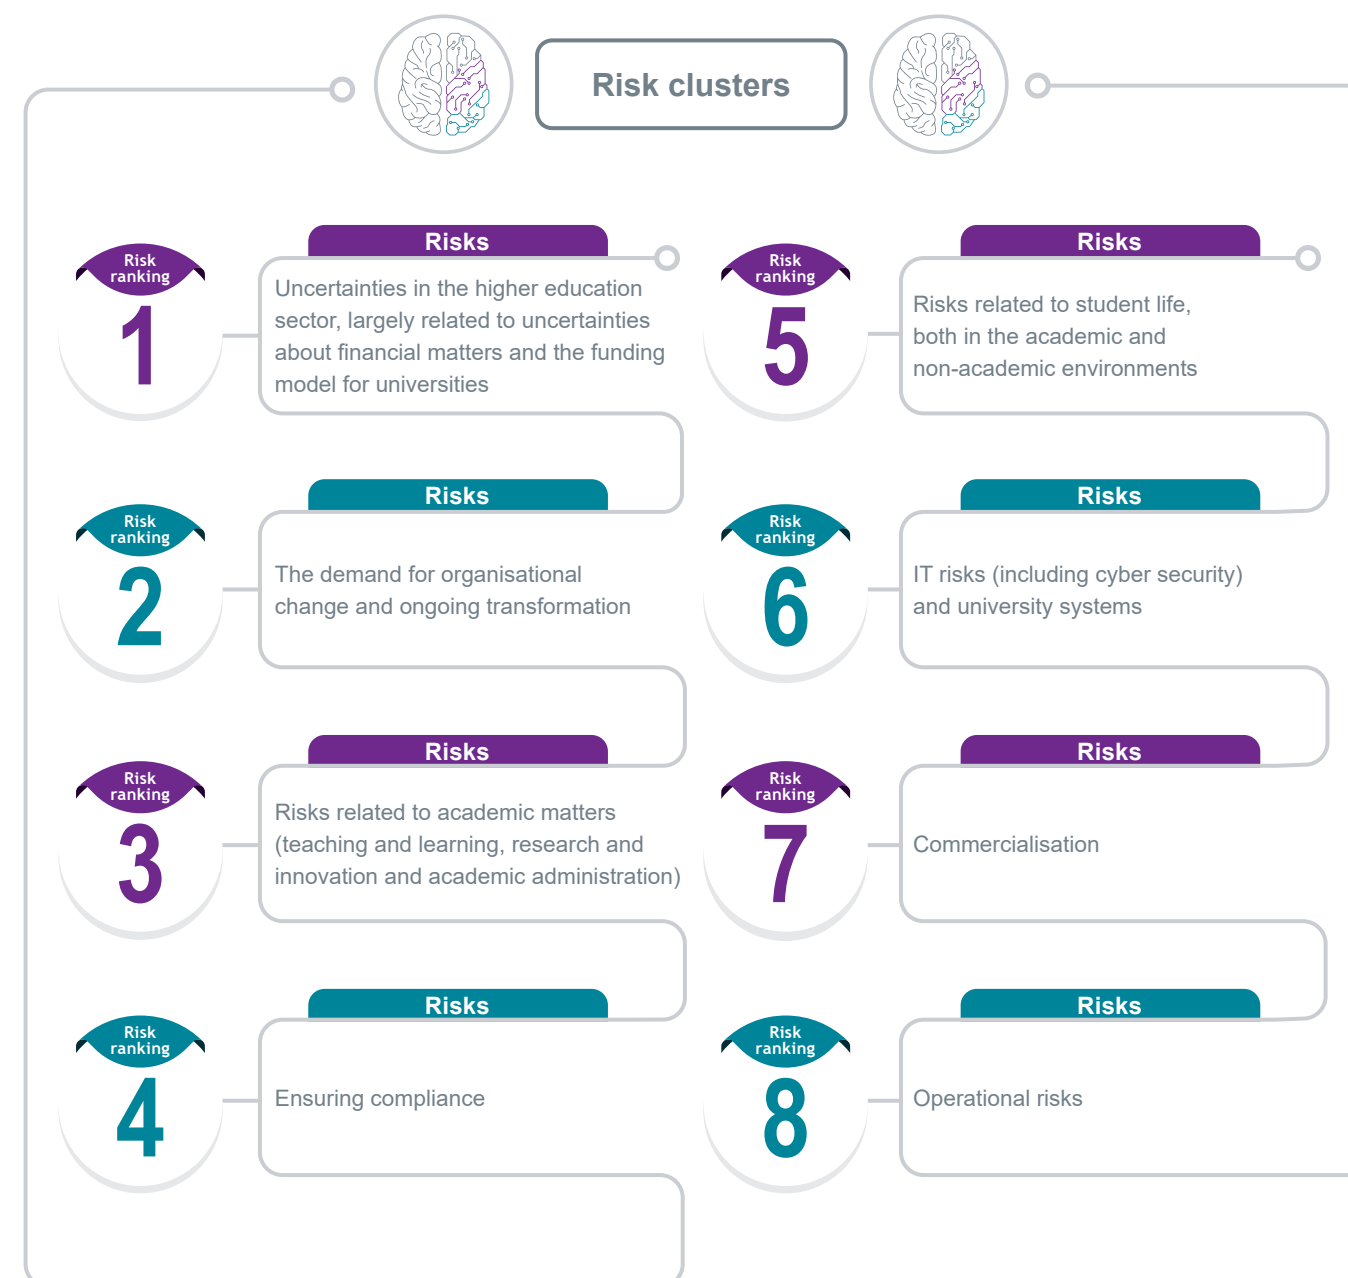 Risk clusters
Risk
ranking
1
Risks
Uncertainties in the higher education
sector, largely related to uncertainties
about financial matters and the funding
model for universities
Risk
ranking
2
Risks
The demand for organisational
change and ongoing transformation
Risk
ranking
3
Risks
Risks related to academic matters
(teaching and learning, research and
innovation and academic administration)
Risk
ranking
4
Risks
Ensuring compliance
Risk
ranking
5
Risks
Risks related to student life,
both in the academic and
non-academic environments
Risk
ranking
6
Risks
IT risks (including cyber security)
and university systems
Risk
ranking
7
Risks
Commercialisation
Risk
ranking
8
Risks
Operational risks